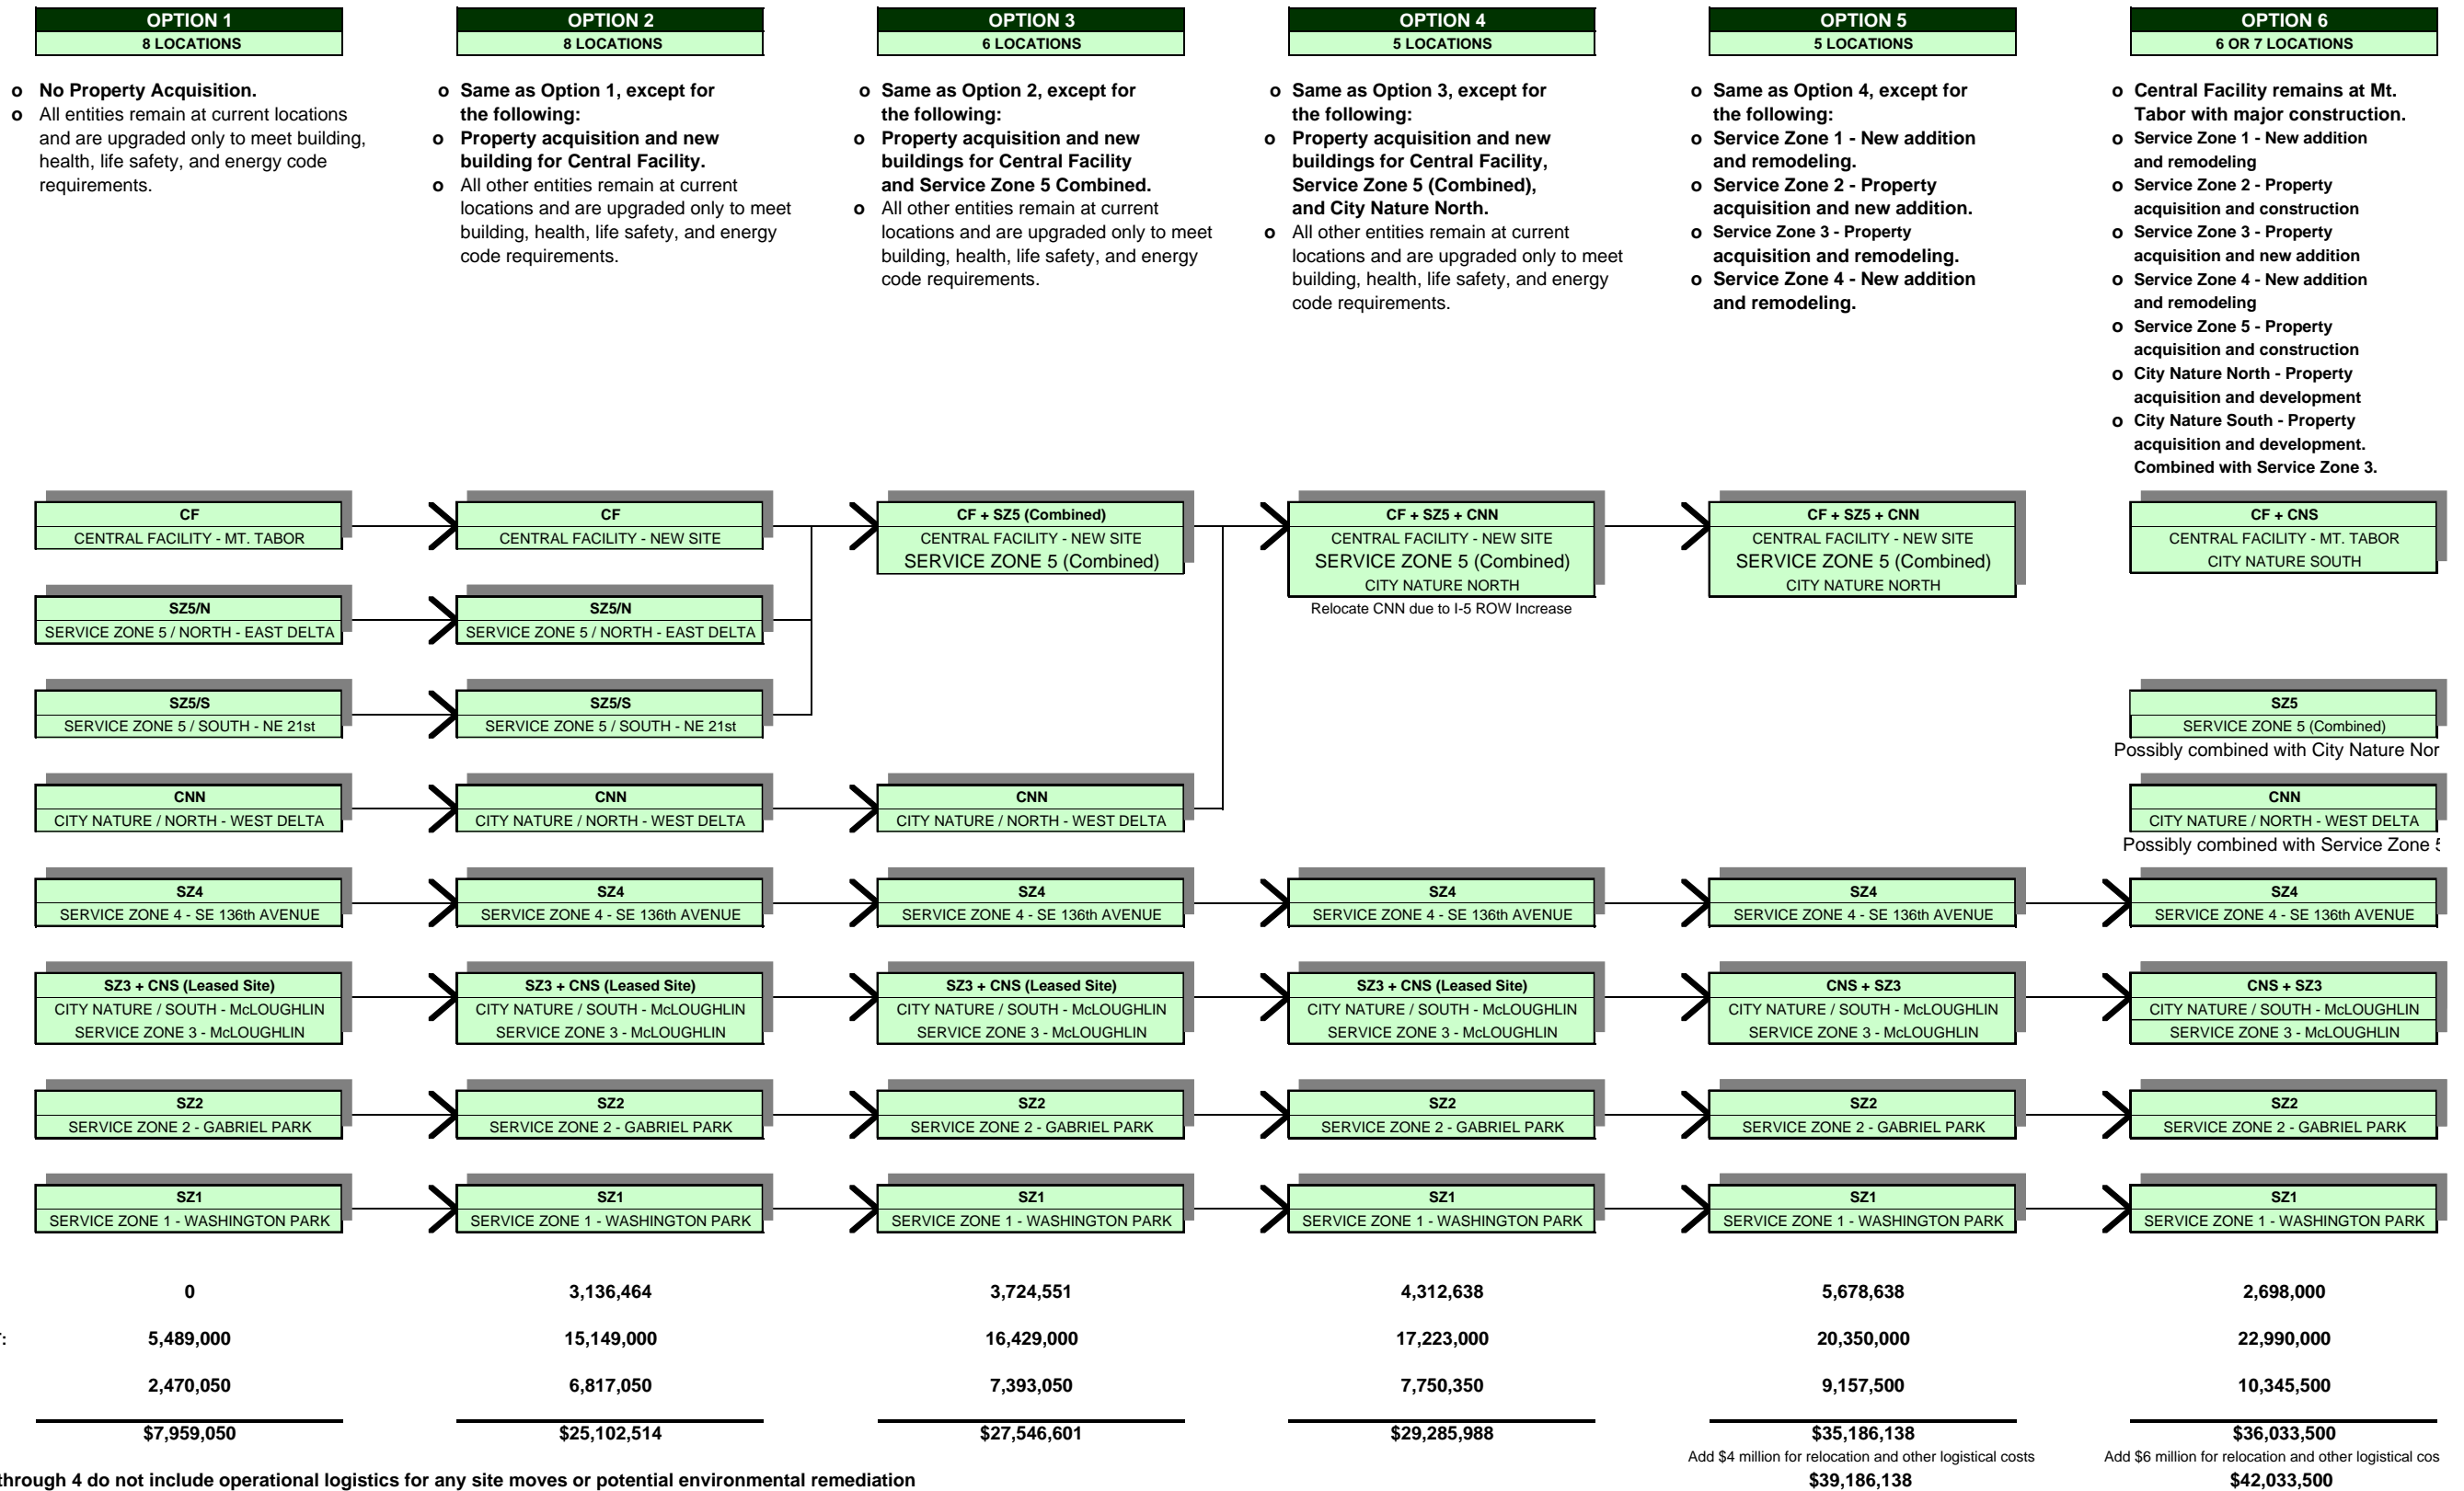 OPTION 1
8 LOCATIONS
o No Property Acquisition.
o All entities remain at current locations
and are upgraded only to meet building,
health, life safety, and energy code
requirements.
OPTION 2
8 LOCATIONS
o Same as Option 1, except for
the following:
o Property acquisition and new
building for Central Facility.
o All other entities remain at current
locations and are upgraded only to meet
building, health, life safety, and energy
code requirements.
OPTION 3
6 LOCATIONS
o Same as Option 2, except for
the following:
o Property acquisition and new
buildings for Central Facility
and Service Zone 5 Combined.
o All other entities remain at current
locations and are upgraded only to meet
building, health, life safety, and energy
code requirements.
OPTION 4
5 LOCATIONS
o Same as Option 3, except for
the following:
o Property acquisition and new
buildings for Central Facility,
Service Zone 5 (Combined),
and City Nature North.
o All other entities remain at current
locations and are upgraded only to meet
building, health, life safety, and energy
code requirements.
OPTION 5
5 LOCATIONS
o Same as Option 4, except for
the following:
o Service Zone 1 - New addition
and remodeling.
o Service Zone 2 - Property
acquisition and new addition.
o Service Zone 3 - Property
acquisition and remodeling.
o Service Zone 4 - New addition
and remodeling.
OPTION 6
6 OR 7 LOCATIONS
o Central Facility remains at Mt.
Tabor with major construction.
o Service Zone 1 - New addition
and remodeling
o Service Zone 2 - Property
acquisition and construction
o Service Zone 3 - Property
acquisition and new addition
o Service Zone 4 - New addition
and remodeling
o Service Zone 5 - Property
acquisition and construction
o City Nature North - Property
acquisition and development
o City Nature South - Property
acquisition and development.
Combined with Service Zone 3.
CF
CENTRAL FACILITY - MT. TABOR
CF
CENTRAL FACILITY - NEW SITE
CF + SZ5 (Combined)
CENTRAL FACILITY - NEW SITE
SERVICE ZONE 5 (Combined)
CF + SZ5 + CNN
CENTRAL FACILITY - NEW SITE
SERVICE ZONE 5 (Combined)
CITY NATURE NORTH
Relocate CNN due to I-5 ROW Increase
CF + SZ5 + CNN
CENTRAL FACILITY - NEW SITE
SERVICE ZONE 5 (Combined)
CITY NATURE NORTH
CF + CNS
CENTRAL FACILITY - MT. TABOR
CITY NATURE SOUTH
SZ5/N
SERVICE ZONE 5 / NORTH - EAST DELTA
SZ5/N
SERVICE ZONE 5 / NORTH - EAST DELTA
SZ5/S
SERVICE ZONE 5 / SOUTH - NE 21st
SZ5/S
SERVICE ZONE 5 / SOUTH - NE 21st
SZ5
SERVICE ZONE 5 (Combined)
Possibly combined with City Nature Nor
CNN
CITY NATURE / NORTH - WEST DELTA
CNN
CITY NATURE / NORTH - WEST DELTA
CNN
CITY NATURE / NORTH - WEST DELTA
CNN
CITY NATURE / NORTH - WEST DELTA
Possibly combined with Service Zone 5
SZ4
SERVICE ZONE 4 - SE 136th AVENUE
SZ4
SERVICE ZONE 4 - SE 136th AVENUE
SZ4
SERVICE ZONE 4 - SE 136th AVENUE
SZ4
SERVICE ZONE 4 - SE 136th AVENUE
SZ4
SERVICE ZONE 4 - SE 136th AVENUE
SZ4
SERVICE ZONE 4 - SE 136th AVENUE
SZ3 + CNS (Leased Site)
CITY NATURE / SOUTH - McLOUGHLIN
SERVICE ZONE 3 - McLOUGHLIN
SZ3 + CNS (Leased Site)
CITY NATURE / SOUTH - McLOUGHLIN
SERVICE ZONE 3 - McLOUGHLIN
SZ3 + CNS (Leased Site)
CITY NATURE / SOUTH - McLOUGHLIN
SERVICE ZONE 3 - McLOUGHLIN
SZ3 + CNS (Leased Site)
CITY NATURE / SOUTH - McLOUGHLIN
SERVICE ZONE 3 - McLOUGHLIN
CNS + SZ3
CITY NATURE / SOUTH - McLOUGHLIN
SERVICE ZONE 3 - McLOUGHLIN
CNS + SZ3
CITY NATURE / SOUTH - McLOUGHLIN
SERVICE ZONE 3 - McLOUGHLIN
SZ2
SERVICE ZONE 2 - GABRIEL PARK
SZ2
SERVICE ZONE 2 - GABRIEL PARK
SZ2
SERVICE ZONE 2 - GABRIEL PARK
SZ2
SERVICE ZONE 2 - GABRIEL PARK
SZ2
SERVICE ZONE 2 - GABRIEL PARK
SZ2
SERVICE ZONE 2 - GABRIEL PARK
SZ1
SERVICE ZONE 1 - WASHINGTON PARK
SZ1
SERVICE ZONE 1 - WASHINGTON PARK
SZ1
SERVICE ZONE 1 - WASHINGTON PARK
SZ1
SERVICE ZONE 1 - WASHINGTON PARK
SZ1
SERVICE ZONE 1 - WASHINGTON PARK
SZ1
SERVICE ZONE 1 - WASHINGTON PARK
0 3,136,464 3,724,551 4,312,638 5,678,638 2,698,000
: 5,489,000 15,149,000 16,429,000 17,223,000 20,350,000 22,990,000
2,470,050 6,817,050 7,393,050 7,750,350 9,157,500 10,345,500
$7,959,050 $25,102,514 $27,546,601 $29,285,988 $35,186,138 $36,033,500
Add $4 million for relocation and other logistical costs
Add $6 million for relocation and other logistical cos
through 4 do not include operational logistics for any site moves or potential environmental remediation
$39,186,138 $42,033,500